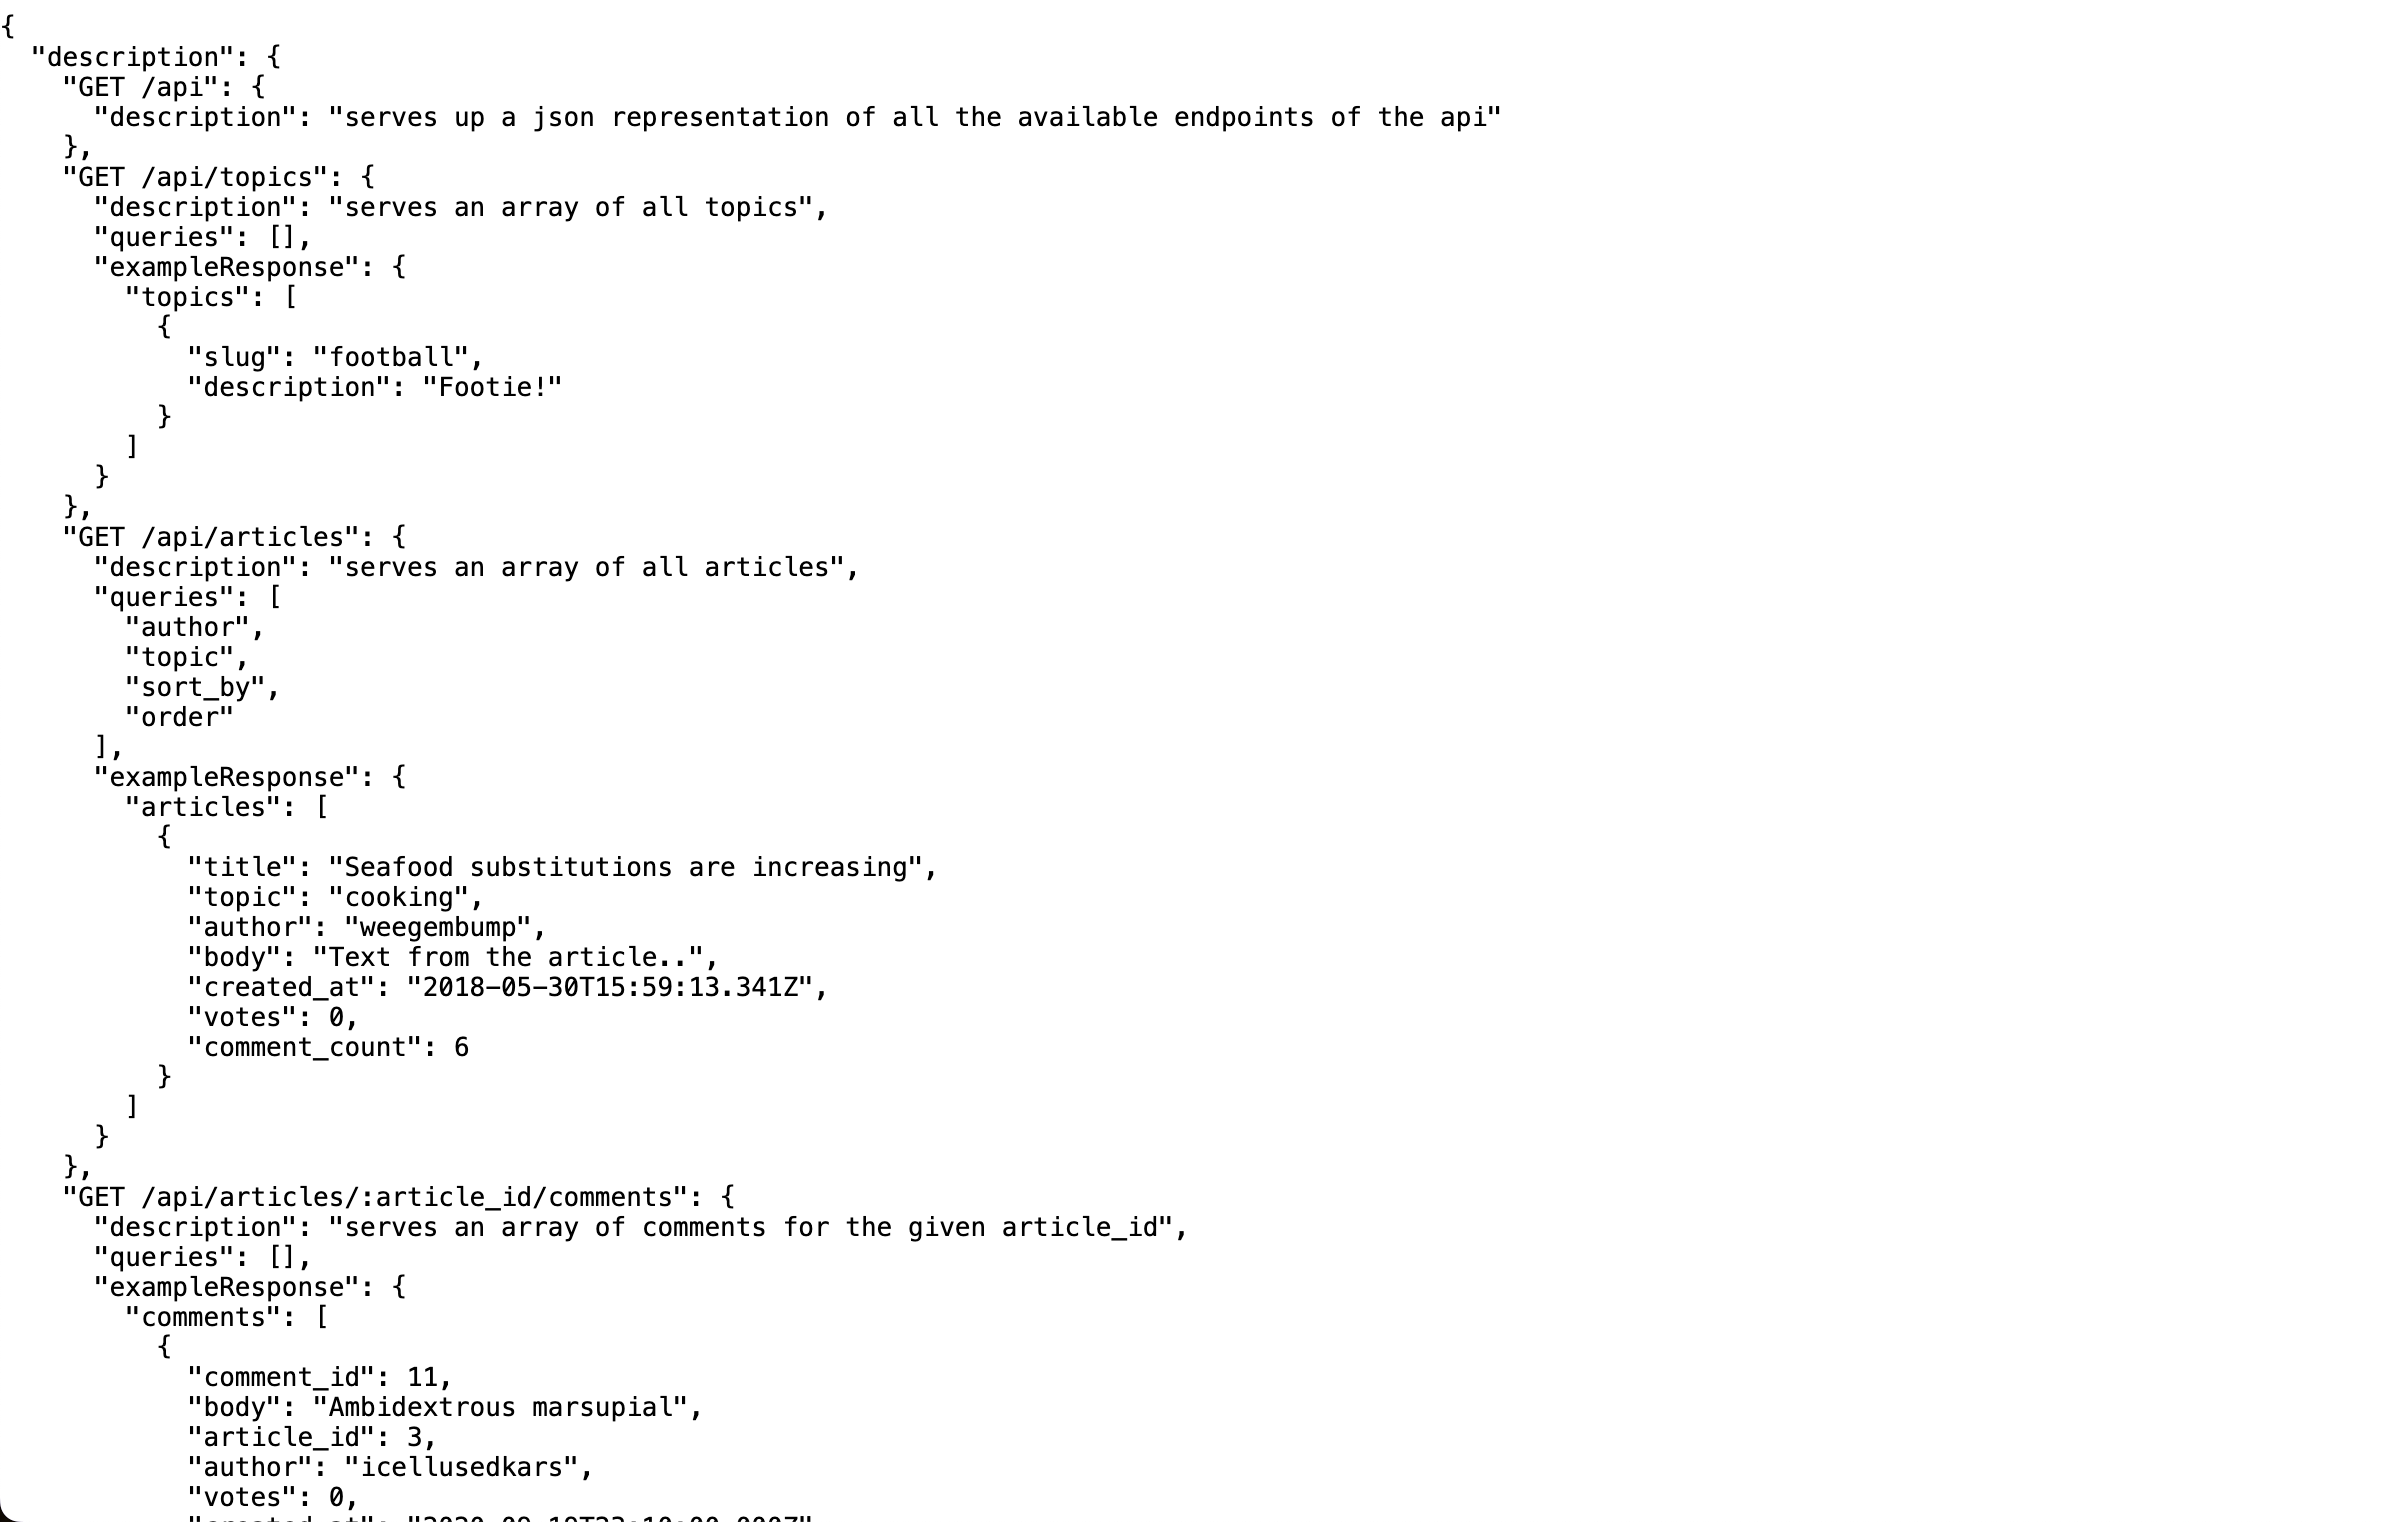 {
  "description": {
    "GET /api": {
      "description": "serves up a json representation of all the available endpoints of the api"
    },
    "GET /api/topics": {
      "description": "serves an array of all topics",
      "queries": [],
      "exampleResponse": {
        "topics": [
          {
            "slug": "football",
            "description": "Footie!"
          }
        ]
      }
    },
    "GET /api/articles": {
      "description": "serves an array of all articles",
      "queries": [
        "author",
        "topic",
        "sort_by",
        "order"
      ],
      "exampleResponse": {
        "articles": [
          {
            "title": "Seafood substitutions are increasing",
            "topic": "cooking",
            "author": "weegembump",
            "body": "Text from the article..",
            "created_at": "2018-05-30T15:59:13.341Z",
            "votes": 0,
            "comment_count": 6
          }
        ]
      }
    },
    "GET /api/articles/:article_id/comments": {
      "description": "serves an array of comments for the given article_id",
      "queries": [],
      "exampleResponse": {
        "comments": [
          {
            "comment_id": 11,
            "body": "Ambidextrous marsupial",
            "article_id": 3,
            "author": "icellusedkars",
            "votes": 0,